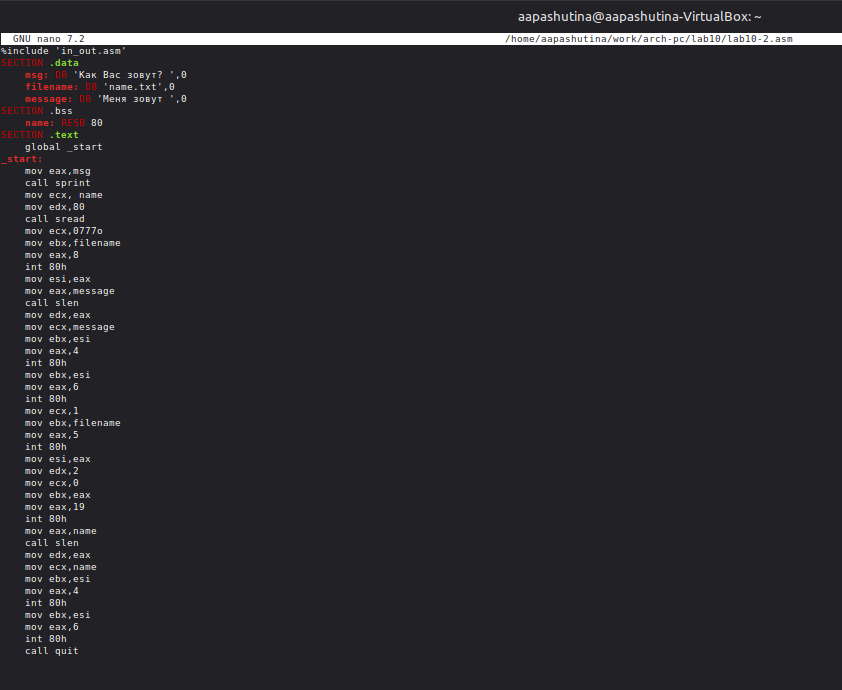 aapashutina@aapashutina-VirtualBox: ~
GNU nano 7.2 /home/aapashutina/work/arch-pc/lab10/lab10-2.asm
%include 'in_out.asm'
SECTION .data
    msg: DB 'Как Вас зовут? ',0
    filename: DB 'name.txt',0
    message: DB 'Меня зовут ',0
SECTION .bss
    name: RESB 80
SECTION .text
    global _start
_start:
    mov eax,msg
    call sprint
    mov ecx, name
    mov edx,80
    call sread
    mov ecx,0777o
    mov ebx,filename
    mov eax,8
    int 80h
    mov esi,eax
    mov eax,message
    call slen
    mov edx,eax
    mov ecx,message
    mov ebx,esi
    mov eax,4
    int 80h
    mov ebx,esi
    mov eax,6
    int 80h
    mov ecx,1
    mov ebx,filename
    mov eax,5
    int 80h
    mov esi,eax
    mov edx,2
    mov ecx,0
    mov ebx,eax
    mov eax,19
    int 80h
    mov eax,name
    call slen
    mov edx,eax
    mov ecx,name
    mov ebx,esi
    mov eax,4
    int 80h
    mov ebx,esi
    mov eax,6
    int 80h
    call quit